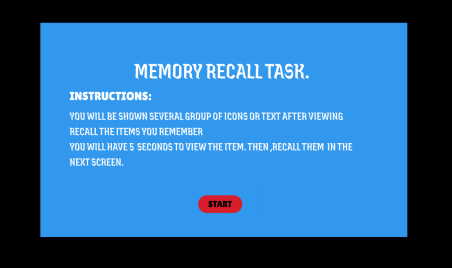 MEMORY RECALL TASK.
INSTRUCTIONS:
YOU WILL BE SHOWN SEVERAL GROUP OF ICONS OR TEXT AFTER VIEWING
RECALL THE ITEMS YOU REMEMBER
YOU WILL HAVE 5 SECONDS TO VIEW THE ITEM. THEN ,RECALL THEM IN THE
NEXT SCREEN.
START